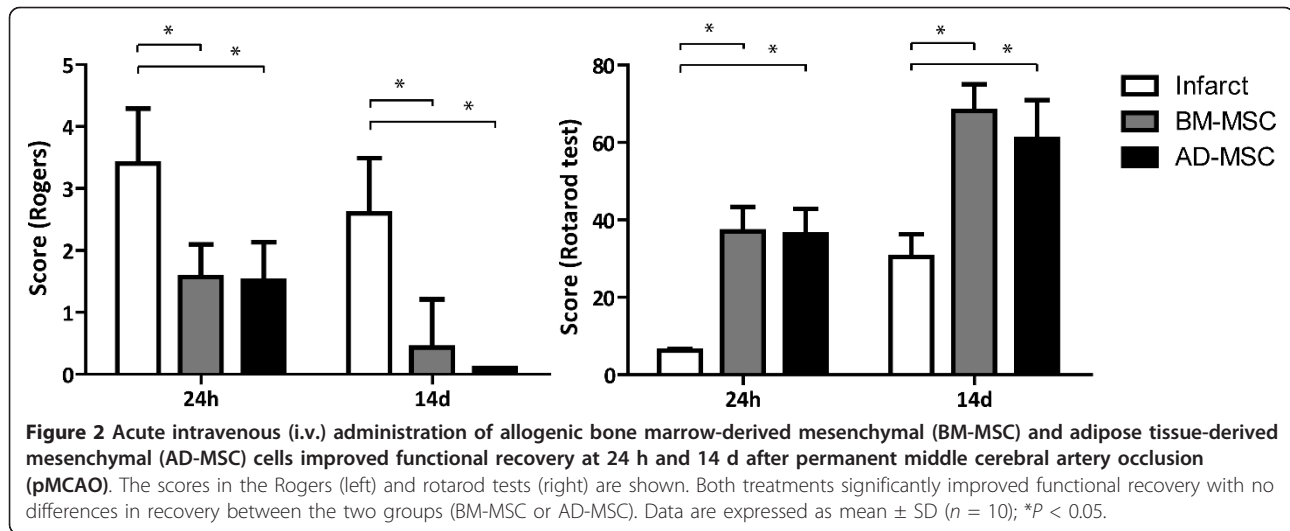 * * * *
* * * *
5
4
3
2
1
0
Score (Rogers)
24h 14d
80
60
40
20
0
Score (Rotarod test)
24h 14d
Infarct
BM-MSC
AD-MSC
Figure 2 Acute intravenous (i.v.) administration of allogenic bone marrow-derived mesenchymal (BM-MSC) and adipose tissue-derived
mesenchymal (AD-MSC) cells improved functional recovery at 24 h and 14 d after permanent middle cerebral artery occlusion
(pMCAO). The scores in the Rogers (left) and rotarod tests (right) are shown. Both treatments significantly improved functional recovery with no
differences in recovery between the two groups (BM-MSC or AD-MSC). Data are expressed as mean ± SD (n = 10); *P < 0.05.